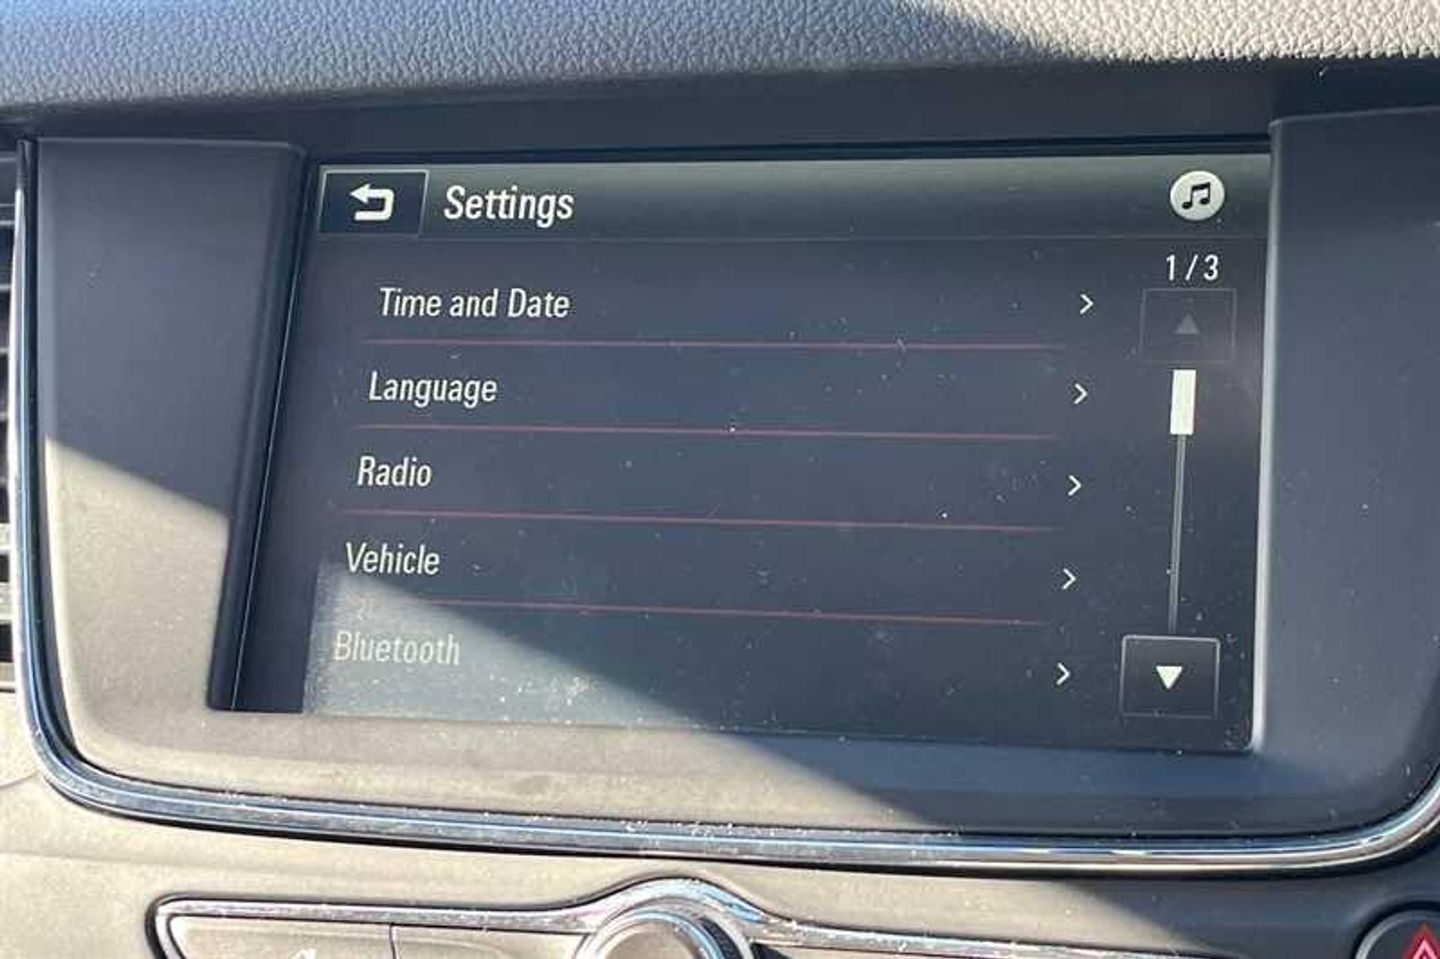 Settings
1 / 3
Time and Date
Language
Radio
Vehicle
Bluetooth